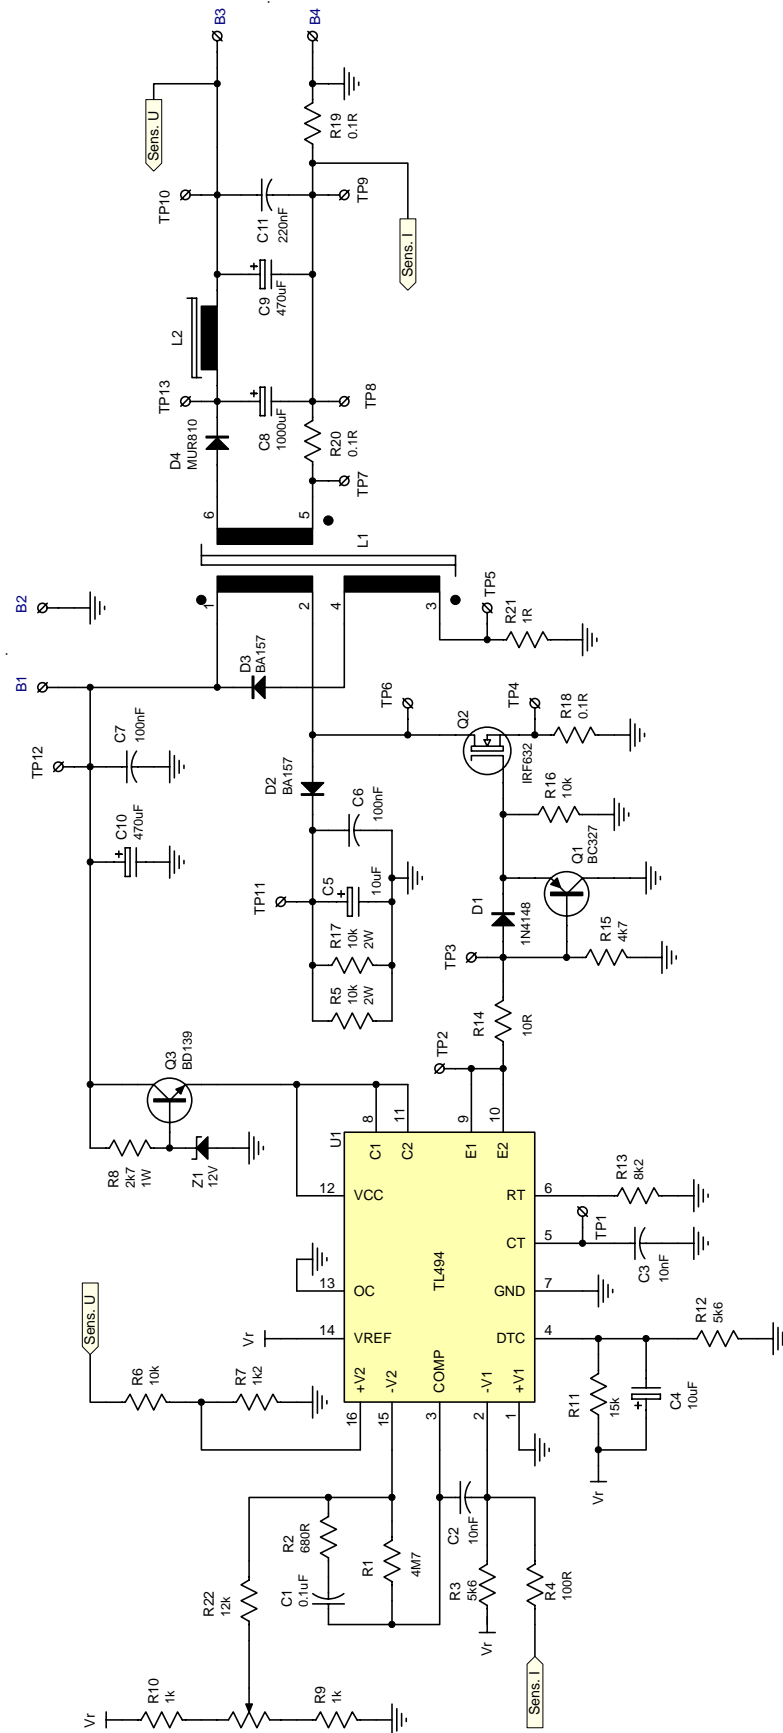 B3
B4
Sens. U
R19
0.1R
TP10
TP9
C11
220nF
Sens. I
C9
470uF
L2
TP13
TP8
C8
1000uF
D4
MUR810
R20
0.1R
TP7
6
5
L1
1
2
4
3
B2
B1
TP5
R21
1R
D3
BA157
TP12
C7
100nF
C10
470uF
TP6
Q2
IRF632
TP4
R18
0.1R
D2
BA157
C6
100nF
C5
10uF
TP11
R17
10k
2W
R5
10k
2W
R16
10k
Q1
BC327
D1
1N4148
TP3
R15
4k7
R14
10R
TP2
Q3
BD139
R8
2k7
1W
Z1
12V
U1
TL494
8
C1
11
C2
9
E1
10
E2
12
VCC
13
OC
14
VREF
Vr
6
RT
5
CT
7
GND
4
DTC
16
+V2
15
-V2
3
COMP
2
-V1
1
+V1
R13
8k2
TP1
C3
10nF
R12
5k6
R11
15k
C4
10uF
Vr
Sens. U
R6
10k
R7
1k2
R2
680R
C1
0.1uF
R1
4M7
C2
10nF
R3
5k6
Vr
R4
100R
Sens. I
R22
12k
Vr
R10
1k
R9
1k